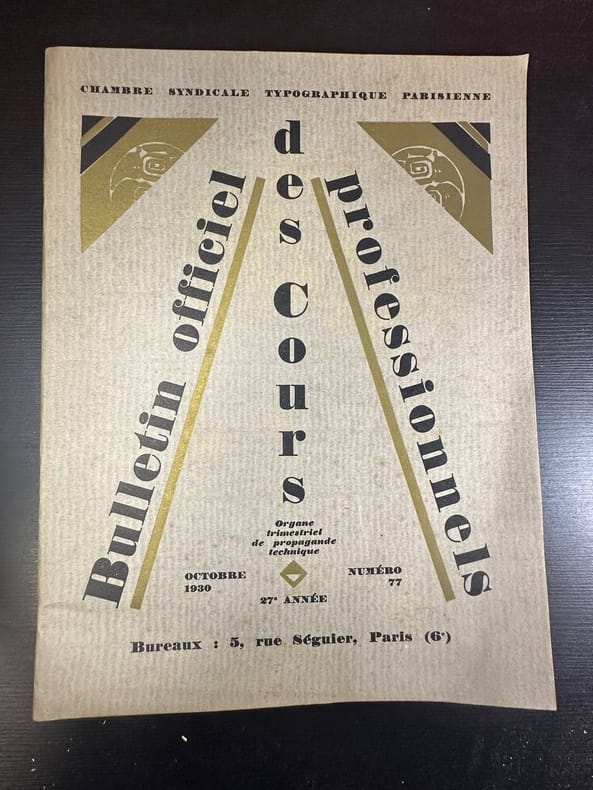 CHAMBRE SYNDICALE TYPOGRAPHIQUE PARISIENNE
Bulletin officiel
des Cours
professionnels
Organe
trimestriel
de propagande
technique
OCTOBRE
1930
NUMÉRO
77
27e ANNÉE
Bureaux : 5, rue Séguier, Paris (6e)